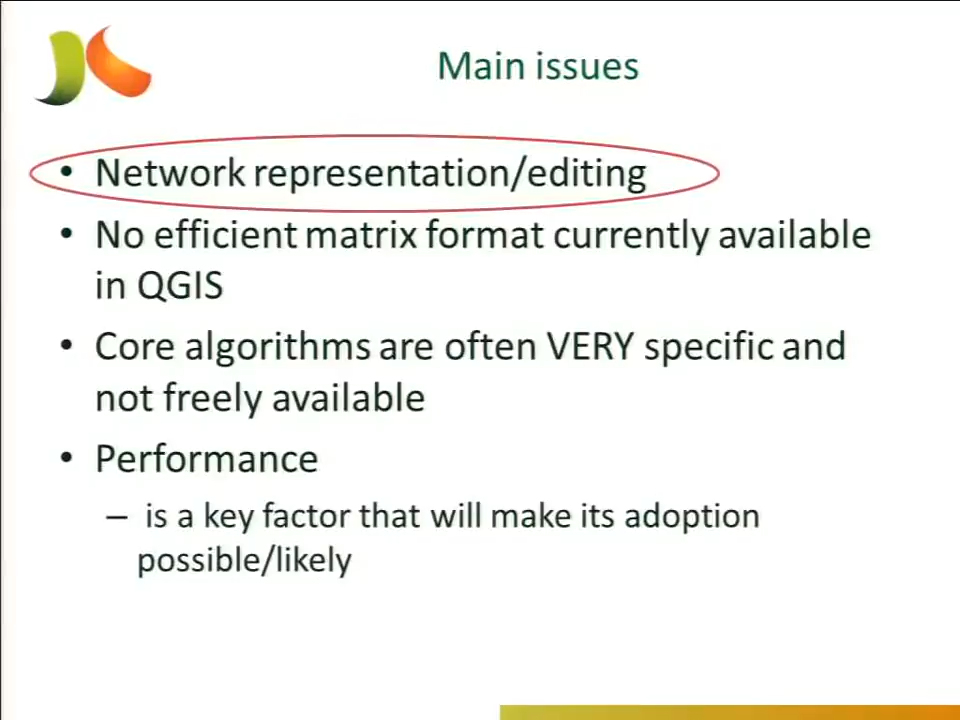 Main issues
• Network representation/editing
• No efficient matrix format currently available
in QGIS
• Core algorithms are often VERY specific and
not freely available
• Performance
– is a key factor that will make its adoption
possible/likely